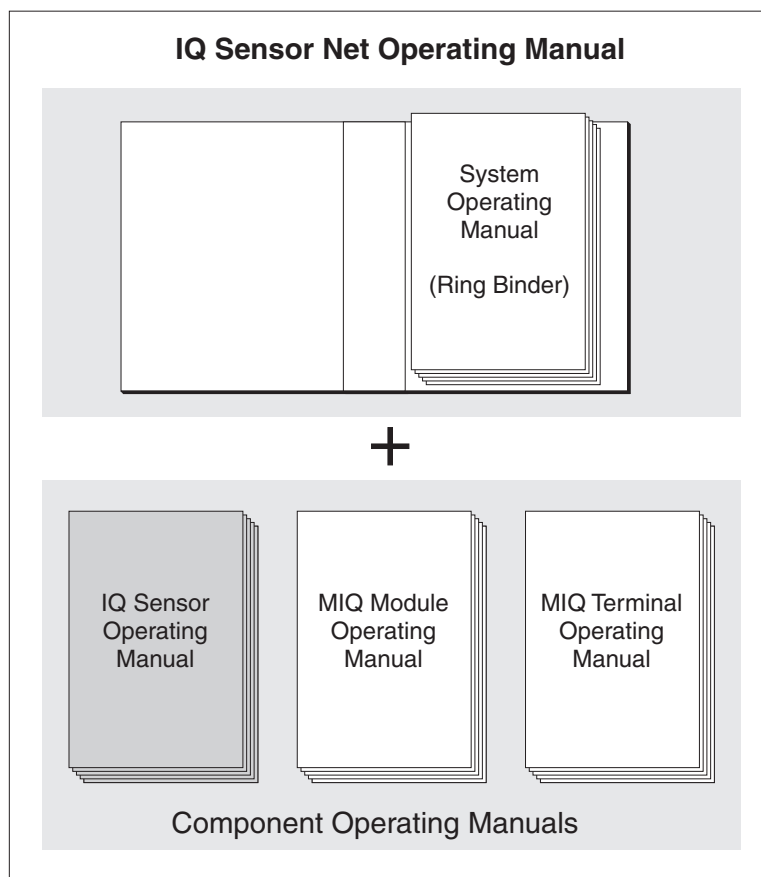 IQ Sensor Net Operating Manual
System
Operating
Manual
(Ring Binder)
+
IQ Sensor
Operating
Manual
MIQ Module
Operating
Manual
MIQ Terminal
Operating
Manual
Component Operating Manuals